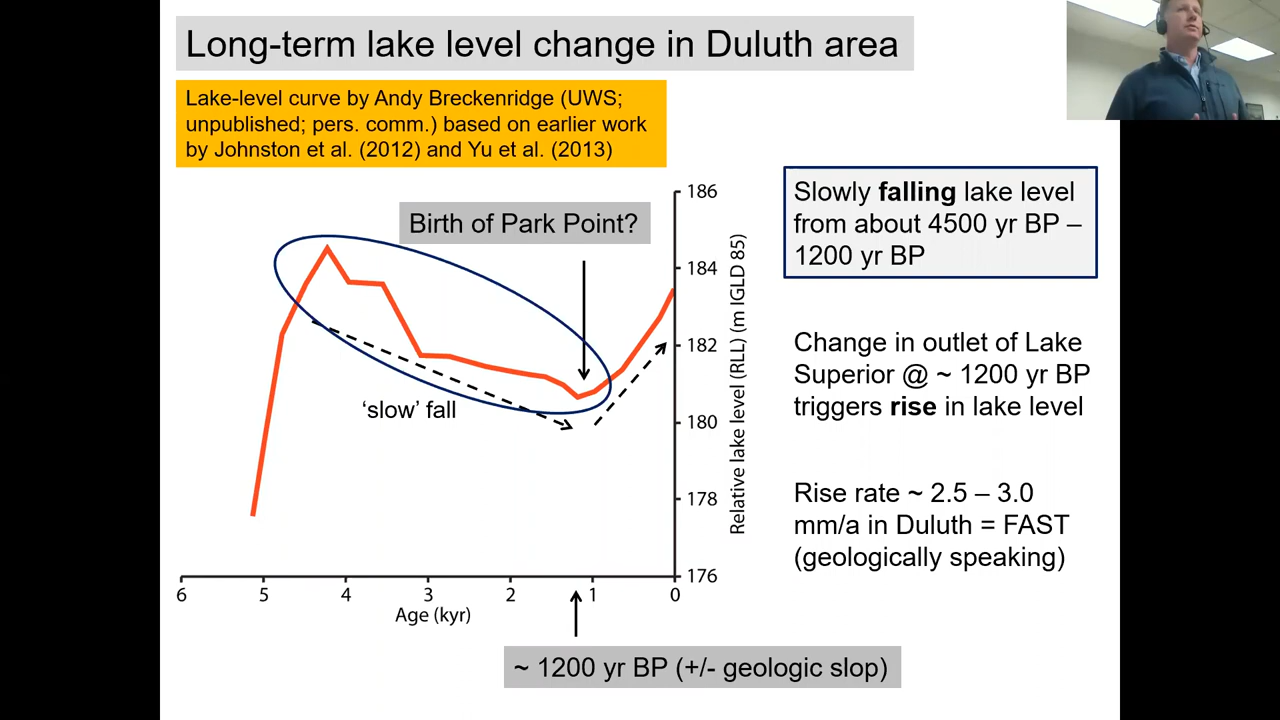 Long-term lake level change in Duluth area
Lake-level curve by Andy Breckenridge (UWS;
unpublished; pers. comm.) based on earlier work
by Johnston et al. (2012) and Yu et al. (2013)
Birth of Park Point?
'slow' fall
186
184
182
180
178
176
Relative lake level (RLL) (m IGLD 85)
6
5
4
3
2
1
0
Age (kyr)
~ 1200 yr BP (+/- geologic slop)
Slowly falling lake level
from about 4500 yr BP –
1200 yr BP
Change in outlet of Lake
Superior @ ~ 1200 yr BP
triggers rise in lake level
Rise rate ~ 2.5 – 3.0
mm/a in Duluth = FAST
(geologically speaking)